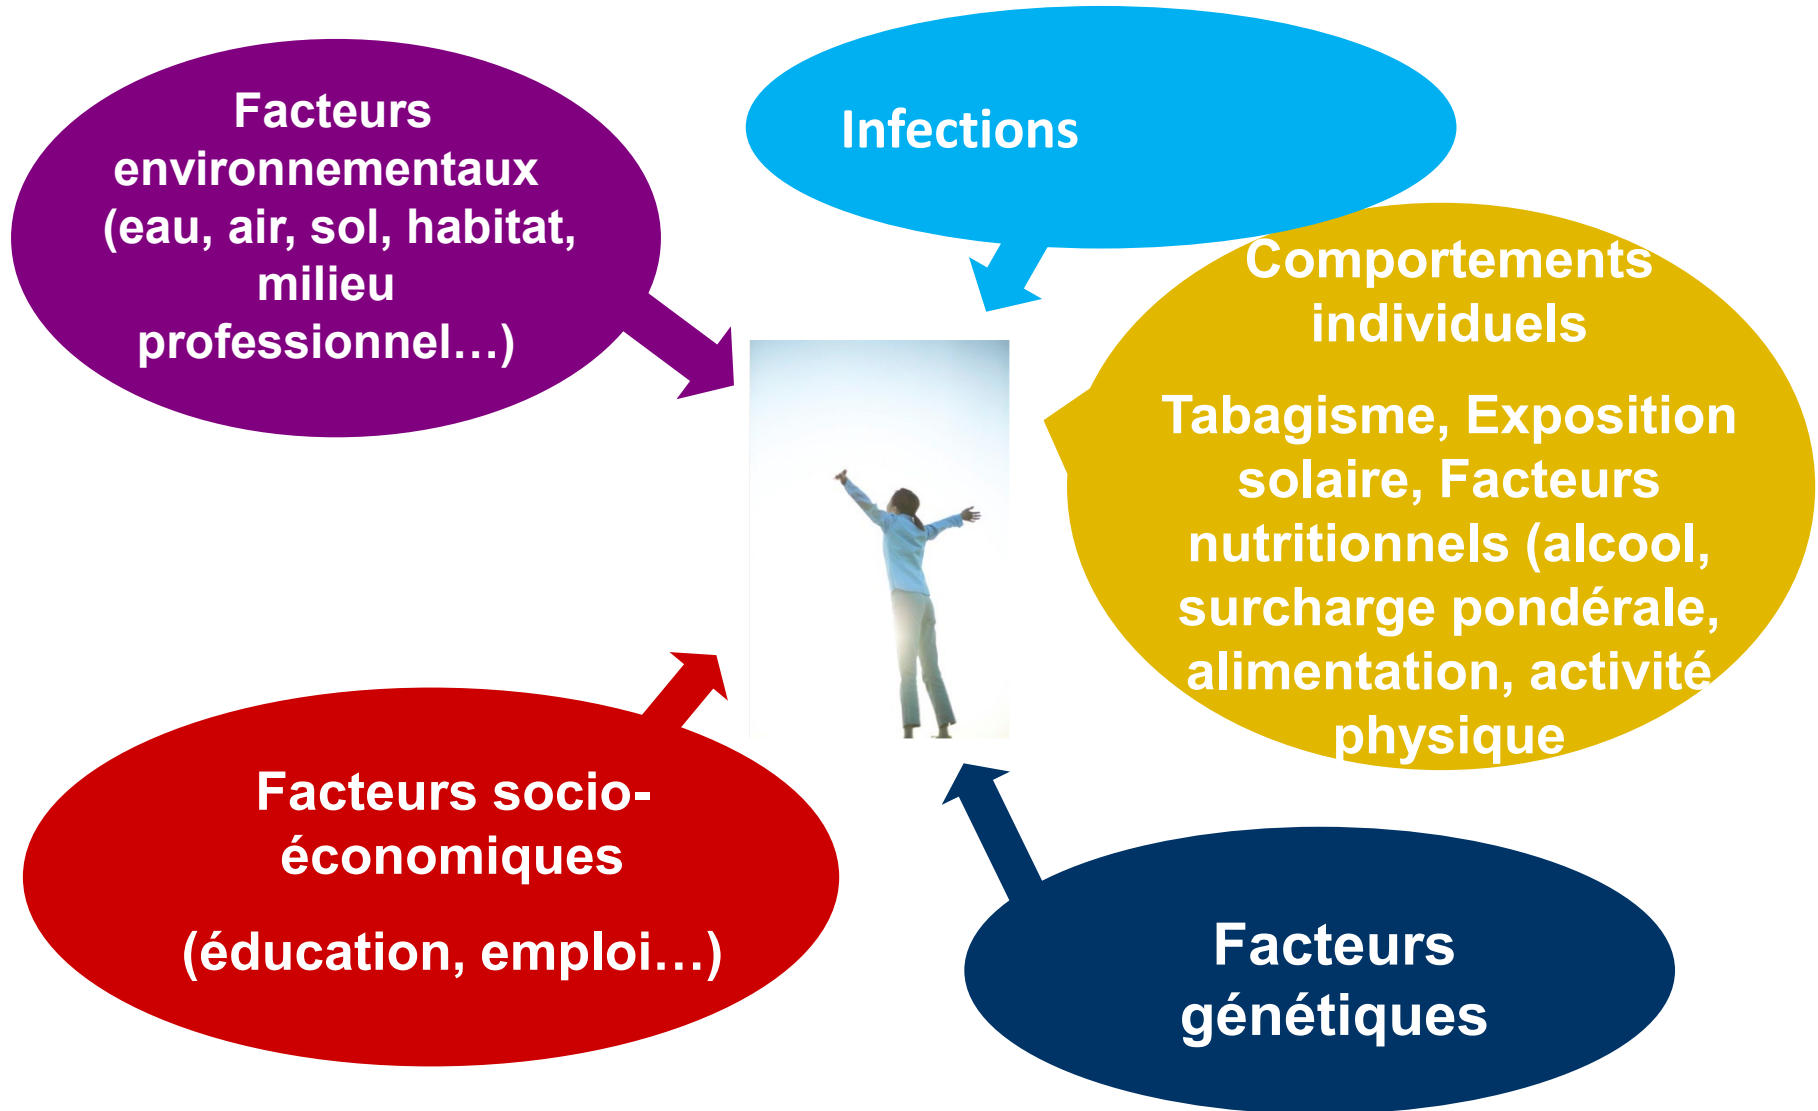 Facteurs
environnementaux
(eau, air, sol, habitat,
milieu
professionnel…)
Infections
Comportements
individuels
Tabagisme, Exposition
solaire, Facteurs
nutritionnels (alcool,
surcharge pondérale,
alimentation, activité
physique
Facteurs socio-
économiques
(éducation, emploi…)
Facteurs
génétiques